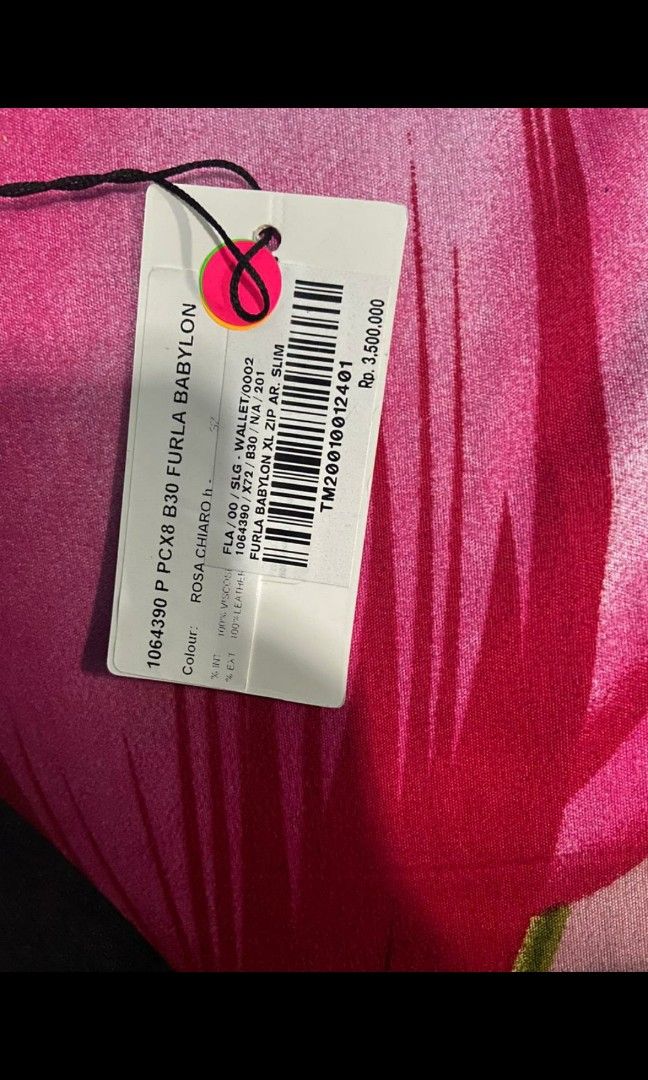 1064390 P PCX8 B30 FURLA BABYLON
Colour: ROSA CHIARO h -
% INT 100% VISCOSE
% EXT 100% LEATHER
FLA / 00 / SLG - WALLET/0002
1064390 / X72 / B30 / N/A / 201
FURLA BABYLON XL ZIP AR. SLIM
TM20010012401
Rp. 3.500.000